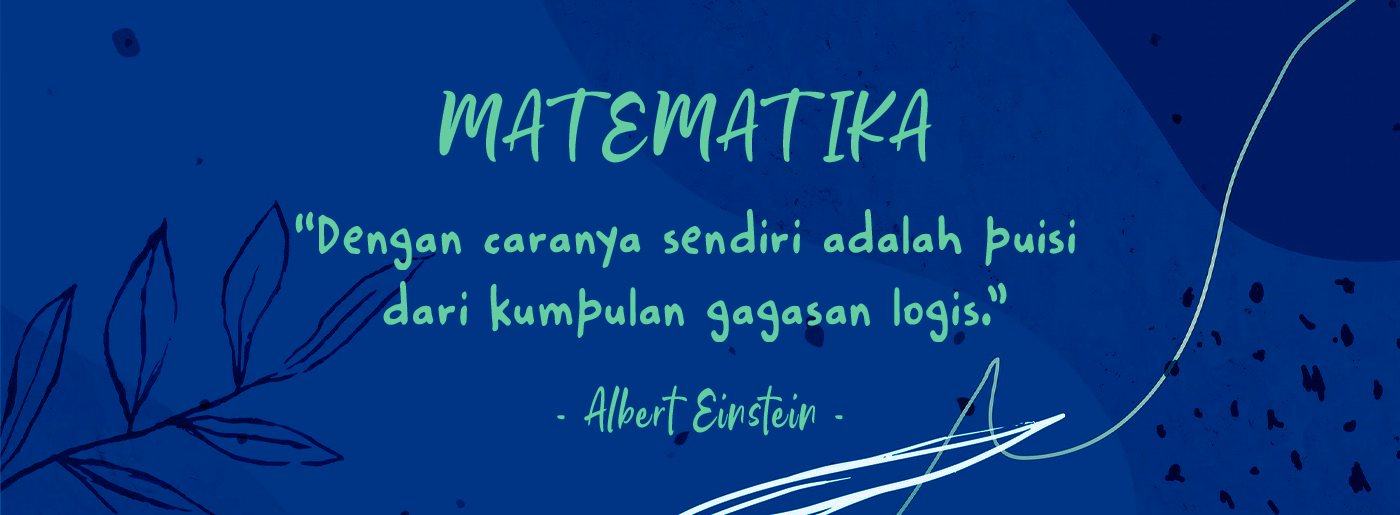 MATEMATIKA
“Dengan caranya sendiri adalah puisi
dari kumpulan gagasan logis.”
- Albert Einstein -